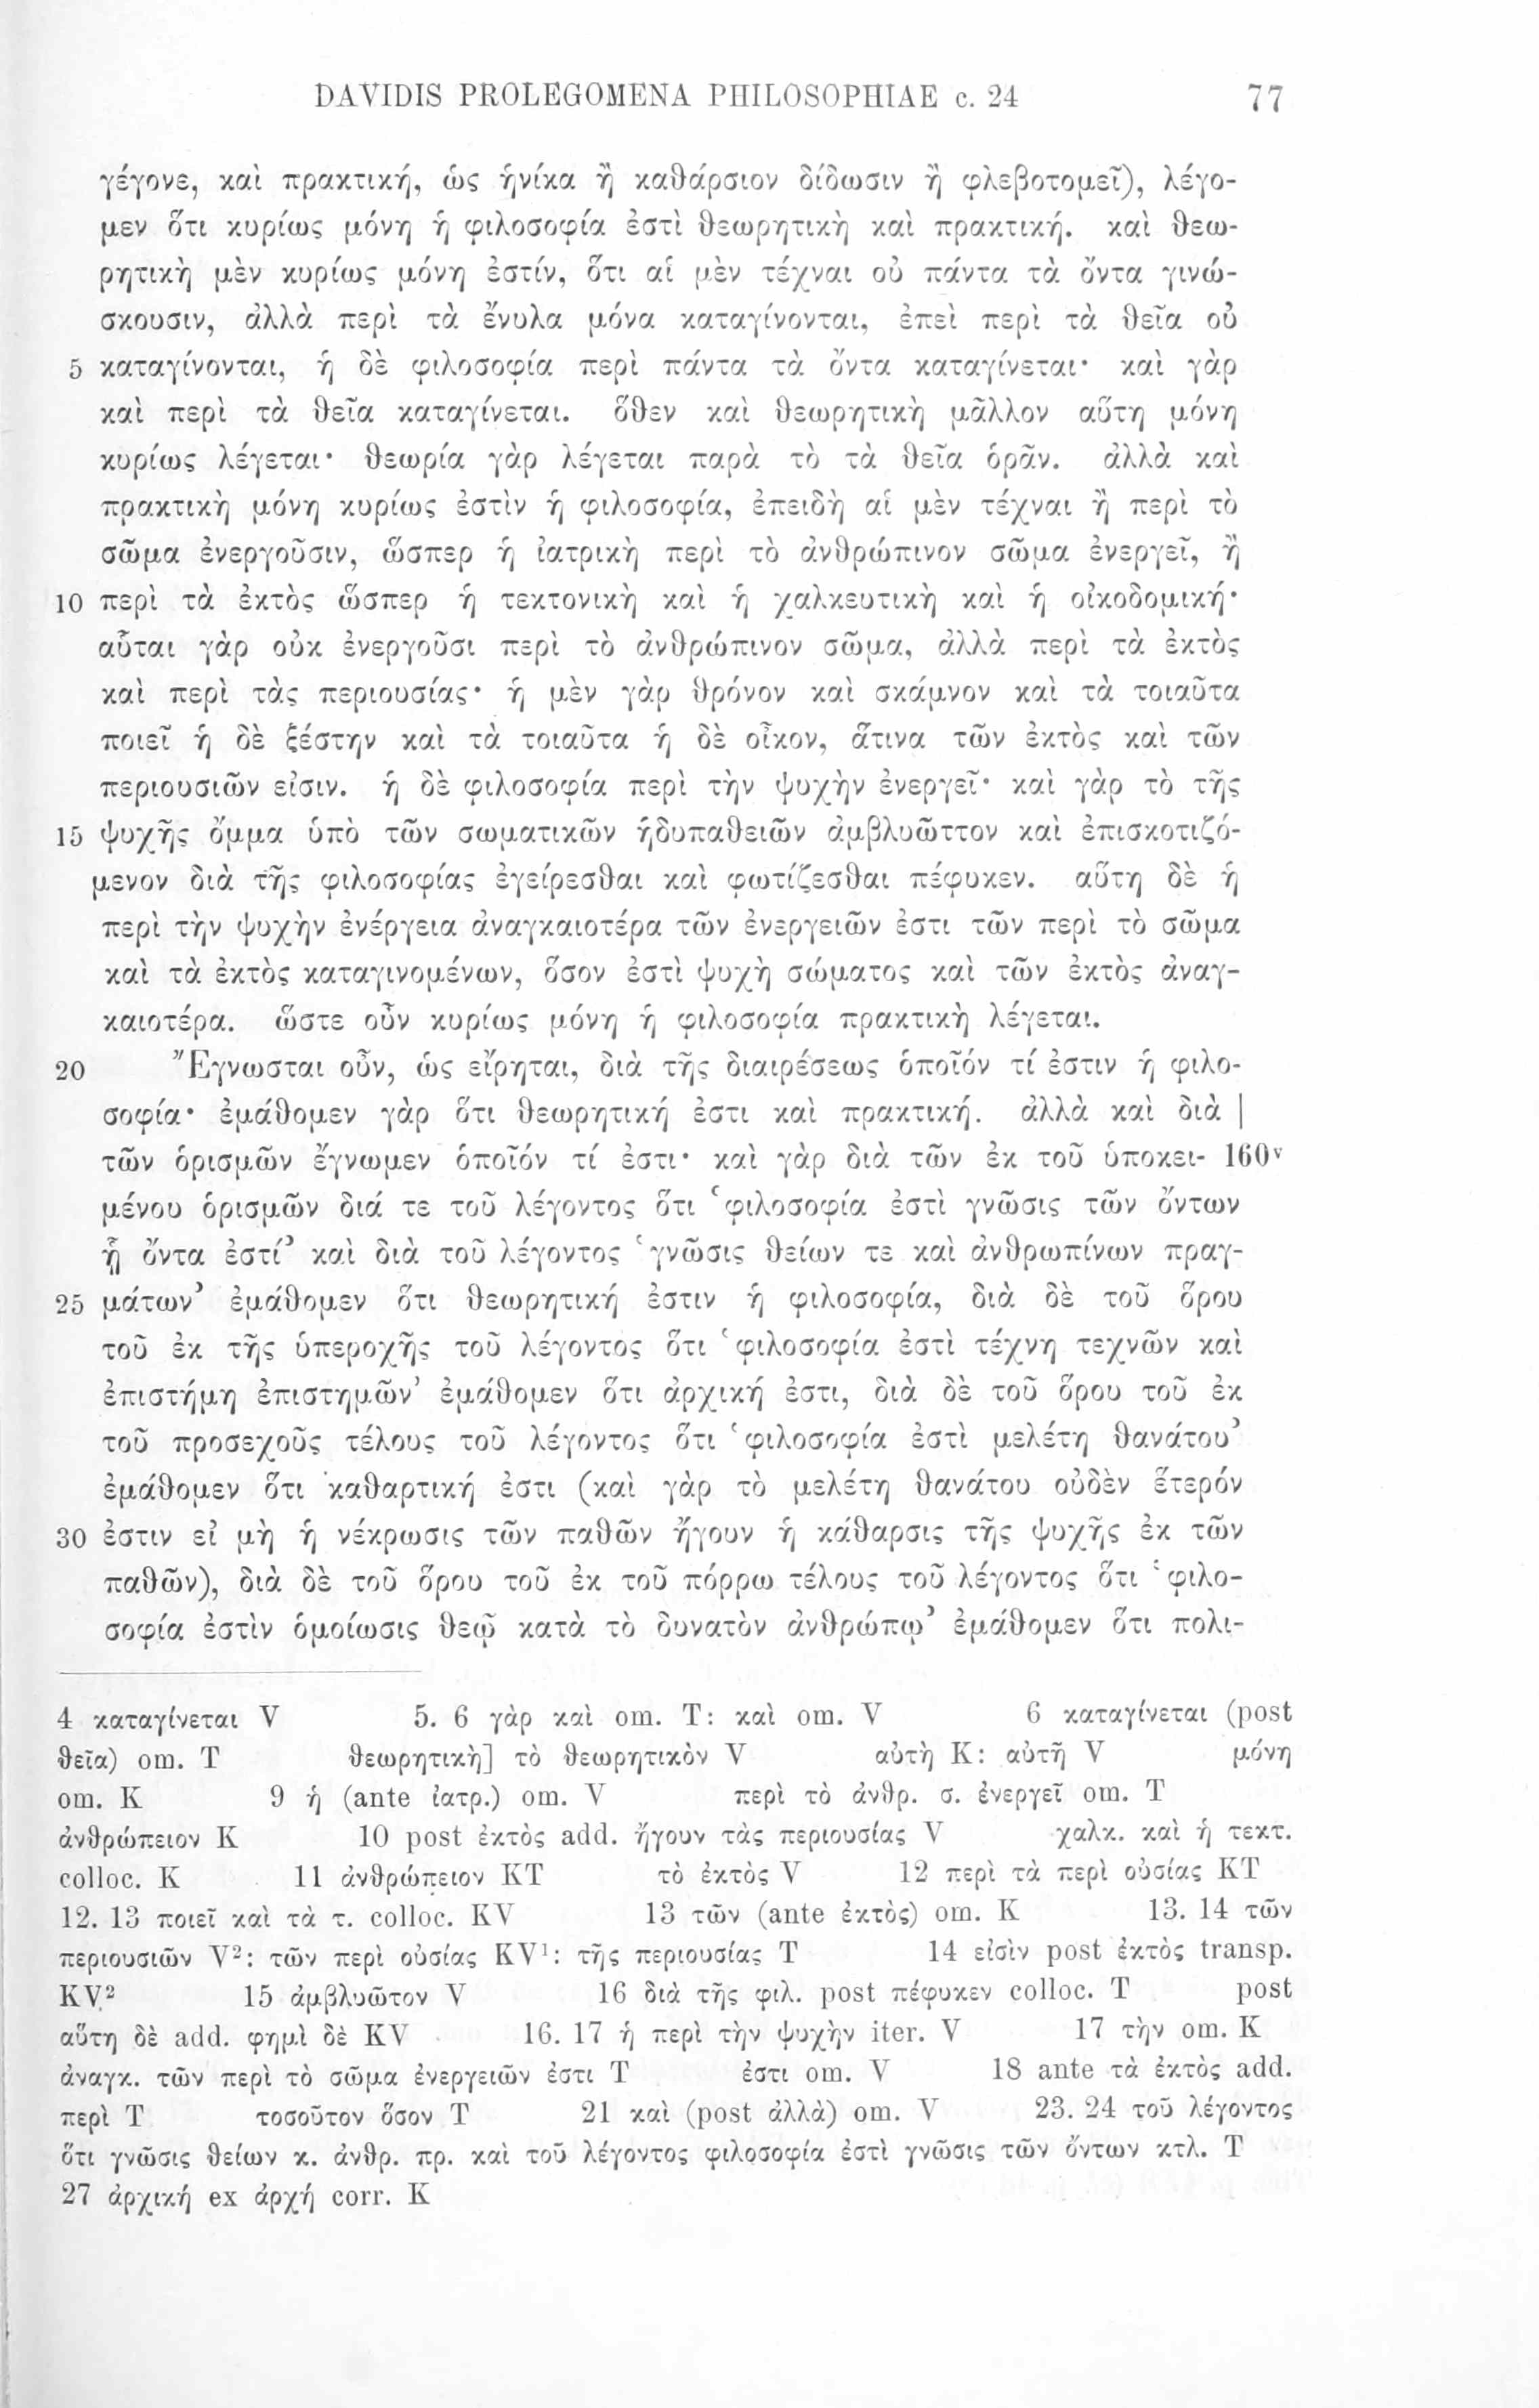 DAVIDIS PROLEGOMENA PHILOSOPHIAE c. 24 77
γέγονε, καὶ πρακτική, ὡς ἡνίκα ἢ καθάρσιον δίδωσιν ἢ φλεβοτομεῖ), λέγο-
μεν ὅτι κυρίως μόνη ἡ φιλοσοφία ἐστὶ θεωρητικὴ καὶ πρακτική. καὶ θεω-
ρητικὴ μὲν κυρίως μόνη ἐστίν, ὅτι αἱ μὲν τέχναι οὐ πάντα τὰ ὄντα γινώ-
σκουσιν, ἀλλὰ περὶ τὰ ἔνυλα μόνα καταγίνονται, ἐπεὶ περὶ τὰ θεῖα οὐ
5 καταγίνονται, ἡ δὲ φιλοσοφία περὶ πάντα τὰ ὄντα καταγίνεται· καὶ γὰρ
καὶ περὶ τὰ θεῖα καταγίνεται. ὅθεν καὶ θεωρητικὴ μᾶλλον αὕτη μόνη
κυρίως λέγεται· θεωρία γὰρ λέγεται παρὰ τὸ τὰ θεῖα ὁρᾶν. ἀλλὰ καὶ
πρακτικὴ μόνη κυρίως ἐστὶν ἡ φιλοσοφία, ἐπειδὴ αἱ μὲν τέχναι ἢ περὶ τὸ
σῶμα ἐνεργοῦσιν, ὥσπερ ἡ ἰατρικὴ περὶ τὸ ἀνθρώπινον σῶμα ἐνεργεῖ, ἢ
10 περὶ τὰ ἐκτὸς ὥσπερ ἡ τεκτονικὴ καὶ ἡ χαλκευτικὴ καὶ ἡ οἰκοδομική·
αὗται γὰρ οὐκ ἐνεργοῦσι περὶ τὸ ἀνθρώπινον σῶμα, ἀλλὰ περὶ τὰ ἐκτὸς
καὶ περὶ τὰς περιουσίας· ἡ μὲν γὰρ θρόνον καὶ σκάμνον καὶ τὰ τοιαῦτα
ποιεῖ ἡ δὲ ξέστην καὶ τὰ τοιαῦτα ἡ δὲ οἶκον, ἅτινα τῶν ἐκτὸς καὶ τῶν
περιουσιῶν εἰσιν. ἡ δὲ φιλοσοφία περὶ τὴν ψυχὴν ἐνεργεῖ· καὶ γὰρ τὸ τῆς
15 ψυχῆς ὄμμα ὑπὸ τῶν σωματικῶν ἡδυπαθειῶν ἀμβλυῶττον καὶ ἐπισκοτιζό-
μενον διὰ τῆς φιλοσοφίας ἐγείρεσθαι καὶ φωτίζεσθαι πέφυκεν. αὕτη δὲ ἡ
περὶ τὴν ψυχὴν ἐνέργεια ἀναγκαιοτέρα τῶν ἐνεργειῶν ἐστι τῶν περὶ τὸ σῶμα
καὶ τὰ ἐκτὸς καταγινομένων, ὅσον ἐστὶ ψυχὴ σώματος καὶ τῶν ἐκτὸς ἀναγ-
καιοτέρα. ὥστε οὖν κυρίως μόνη ἡ φιλοσοφία πρακτικὴ λέγεται.
20 Ἔγνωσται οὖν, ὡς εἴρηται, διὰ τῆς διαιρέσεως ὁποῖόν τί ἐστιν ἡ φιλο-
σοφία· ἐμάθομεν γὰρ ὅτι θεωρητική ἐστι καὶ πρακτική. ἀλλὰ καὶ διὰ |
τῶν ὁρισμῶν ἔγνωμεν ὁποῖόν τί ἐστι· καὶ γὰρ διὰ τῶν ἐκ τοῦ ὑποκει- 160ᵛ
μένου ὁρισμῶν διά τε τοῦ λέγοντος ὅτι ‘φιλοσοφία ἐστὶ γνῶσις τῶν ὄντων
ᾗ ὄντα ἐστί’ καὶ διὰ τοῦ λέγοντος ‘γνῶσις θείων τε καὶ ἀνθρωπίνων πραγ-
25 μάτων’ ἐμάθομεν ὅτι θεωρητική ἐστιν ἡ φιλοσοφία, διὰ δὲ τοῦ ὅρου
τοῦ ἐκ τῆς ὑπεροχῆς τοῦ λέγοντος ὅτι ‘φιλοσοφία ἐστὶ τέχνη τεχνῶν καὶ
ἐπιστήμη ἐπιστημῶν’ ἐμάθομεν ὅτι ἀρχική ἐστι, διὰ δὲ τοῦ ὅρου τοῦ ἐκ
τοῦ προσεχοῦς τέλους τοῦ λέγοντος ὅτι ‘φιλοσοφία ἐστὶ μελέτη θανάτου’
ἐμάθομεν ὅτι καθαρτική ἐστι (καὶ γὰρ τὸ μελέτη θανάτου οὐδὲν ἕτερόν
30 ἐστιν εἰ μὴ ἡ νέκρωσις τῶν παθῶν ἤγουν ἡ κάθαρσις τῆς ψυχῆς ἐκ τῶν
παθῶν), διὰ δὲ τοῦ ὅρου τοῦ ἐκ τοῦ πόρρω τέλους τοῦ λέγοντος ὅτι ‘φιλο-
σοφία ἐστὶν ὁμοίωσις θεῷ κατὰ τὸ δυνατὸν ἀνθρώπῳ’ ἐμάθομεν ὅτι πολι-
4 καταγίνεται V 5. 6 γὰρ καὶ om. T: καὶ om. V 6 καταγίνεται (post
θεῖα) om. T θεωρητικὴ] τὸ θεωρητικὸν V αὐτὴ K: αὐτῆ V μόνη
om. K 9 ἡ (ante ἰατρ.) om. V περὶ τὸ ἀνθρ. σ. ἐνεργεῖ om. T
ἀνθρώπειον K 10 post ἐκτὸς add. ἤγουν τὰς περιουσίας V χαλκ. καὶ ἡ τεκτ.
colloc. K 11 ἀνθρώπειον KT τὸ ἐκτὸς V 12 περὶ τὰ περὶ οὐσίας KT
12. 13 ποιεῖ καὶ τὰ τ. colloc. KV 13 τῶν (ante ἐκτὸς) om. K 13. 14 τῶν
περιουσιῶν V²: τῶν περὶ οὐσίας KV¹: τῆς περιουσίας T 14 εἰσὶν post ἐκτὸς transp.
KV² 15 ἀμβλυῶτον V 16 διὰ τῆς φιλ. post πέφυκεν colloc. T post
αὕτη δὲ add. φημὶ δὲ KV 16. 17 ἡ περὶ τὴν ψυχὴν iter. V 17 τὴν om. K
ἀναγκ. τῶν περὶ τὸ σῶμα ἐνεργειῶν ἐστι T ἐστι om. V 18 ante τὰ ἐκτὸς add.
περὶ T τοσοῦτον ὅσον T 21 καὶ (post ἀλλὰ) om. V 23. 24 τοῦ λέγοντος
ὅτι γνῶσις θείων κ. ἀνθρ. πρ. καὶ τοῦ λέγοντος φιλοσοφία ἐστὶ γνῶσις τῶν ὄντων κτλ. T
27 ἀρχική ex ἀρχή corr. K